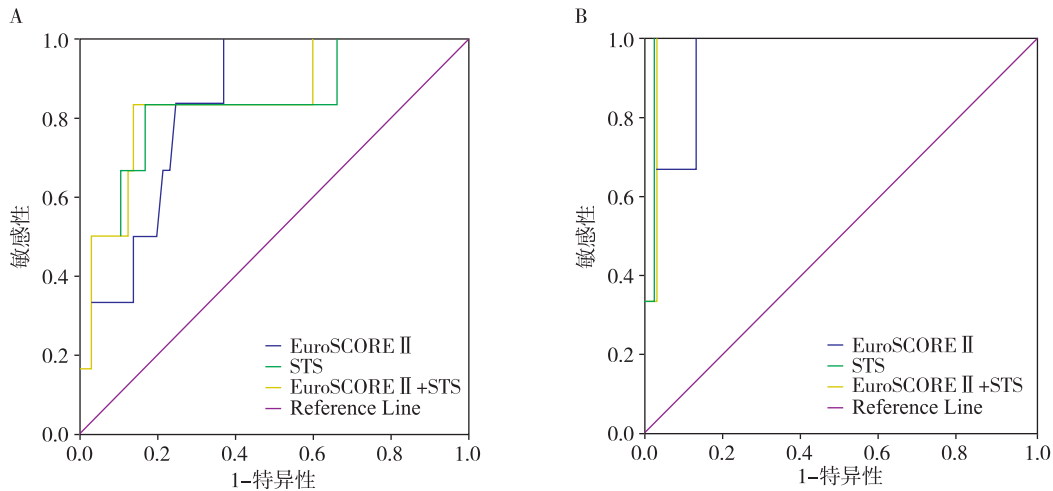 A
1.0
0.8
0.6
0.4
0.2
0.0
敏感性
EuroSCORE Ⅱ
STS
EuroSCORE Ⅱ+STS
Reference Line
0.0 0.2 0.4 0.6 0.8 1.0
1-特异性
B
1.0
0.8
0.6
0.4
0.2
0.0
敏感性
EuroSCORE Ⅱ
STS
EuroSCORE Ⅱ+STS
Reference Line
0.0 0.2 0.4 0.6 0.8 1.0
1-特异性